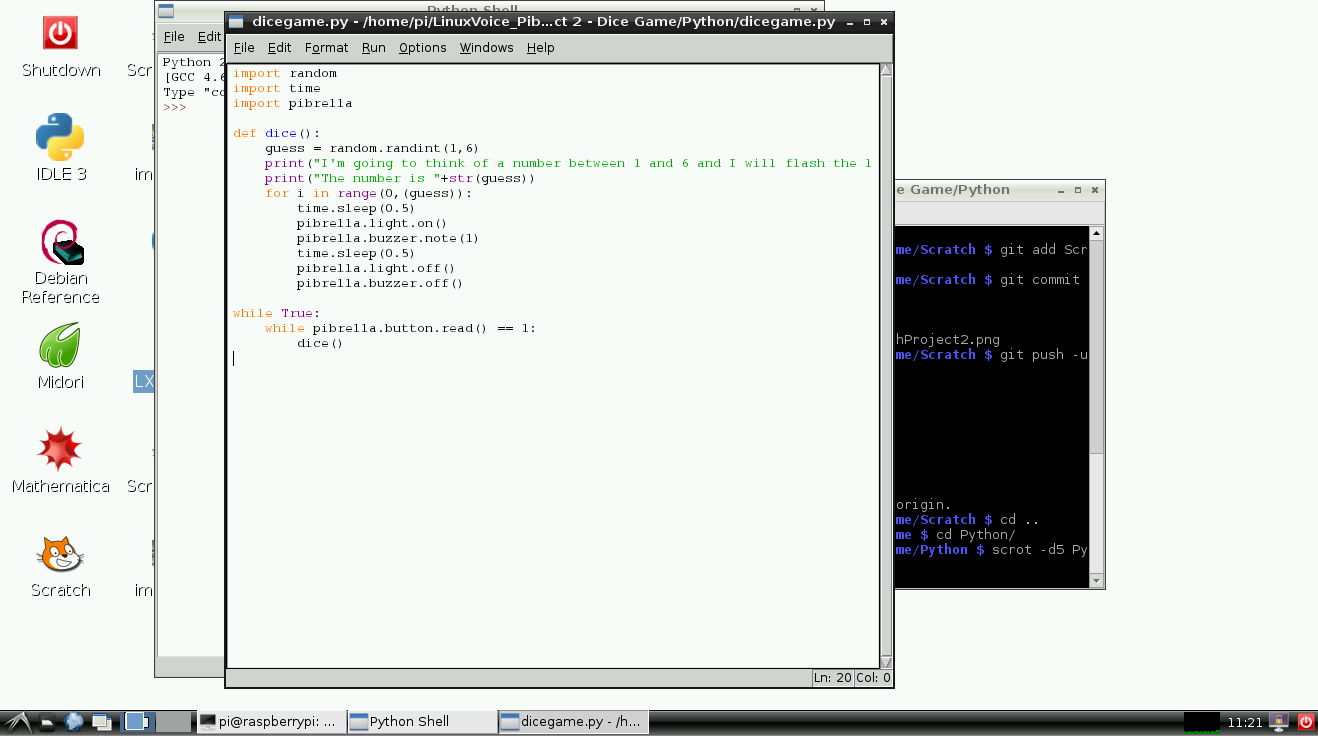 Shutdown
Scr
IDLE 3
im
Debian
Reference
Midori
LX
Mathematica
Scr
Scratch
im
Python Shell
File Edit
Python 2
[GCC 4.6
Type "co
>>>
dicegame.py - /home/pi/LinuxVoice_Pib...ct 2 - Dice Game/Python/dicegame.py
File Edit Format Run Options Windows Help
import random
import time
import pibrella
def dice():
    guess = random.randint(1,6)
    print("I'm going to think of a number between 1 and 6 and I will flash the l
    print("The number is "+str(guess))
    for i in range(0,(guess)):
        time.sleep(0.5)
        pibrella.light.on()
        pibrella.buzzer.note(1)
        time.sleep(0.5)
        pibrella.light.off()
        pibrella.buzzer.off()
while True:
    while pibrella.button.read() == 1:
        dice()
Ln: 20 Col: 0
e Game/Python
me/Scratch $ git add Scr
me/Scratch $ git commit
hProject2.png
me/Scratch $ git push -u
origin.
me/Scratch $ cd ..
me $ cd Python/
me/Python $ scrot -d5 Py
pi@raspberrypi: ...
Python Shell
dicegame.py - /h...
11:21